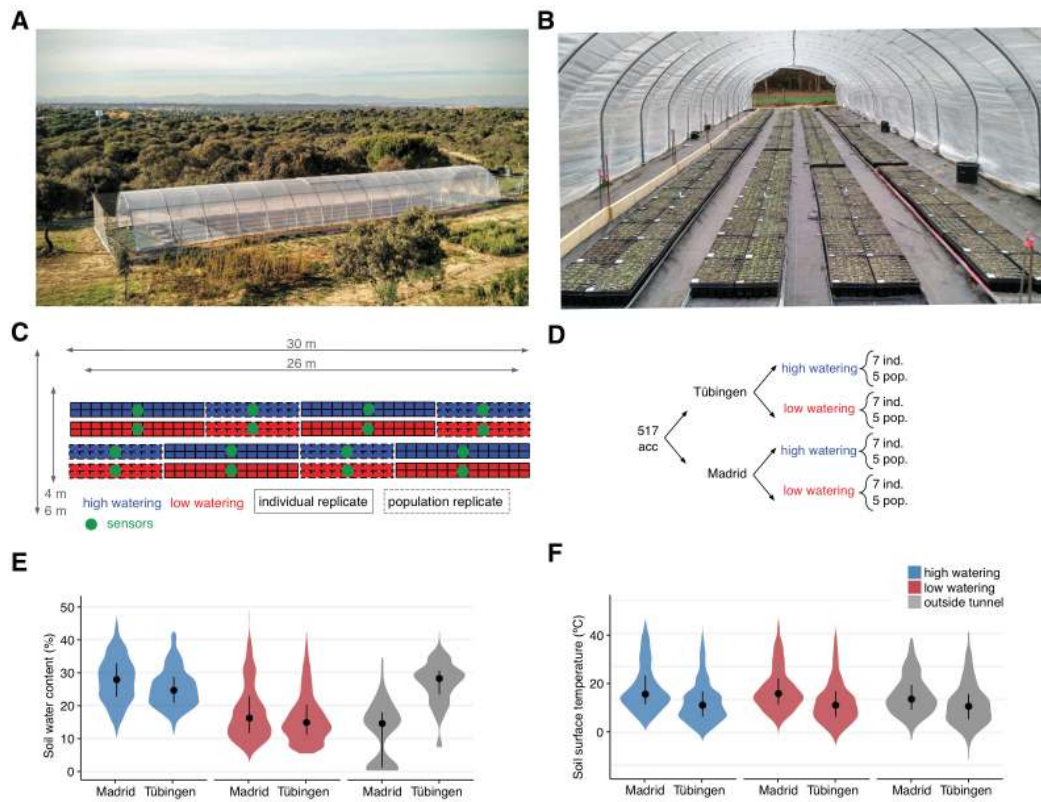 A
B
C
30 m
26 m
4 m
6 m
high watering low watering individual replicate population replicate
sensors
D
517
acc
Tübingen
Madrid
high watering
7 ind.
5 pop.
low watering
7 ind.
5 pop.
high watering
7 ind.
5 pop.
low watering
7 ind.
5 pop.
E
Soil water content (%)
50
40
30
20
10
0
Madrid Tübingen Madrid Tübingen Madrid Tübingen
F
high watering
low watering
outside tunnel
Soil surface temperature (ºC)
40
20
10
0
Madrid Tübingen Madrid Tübingen Madrid Tübingen